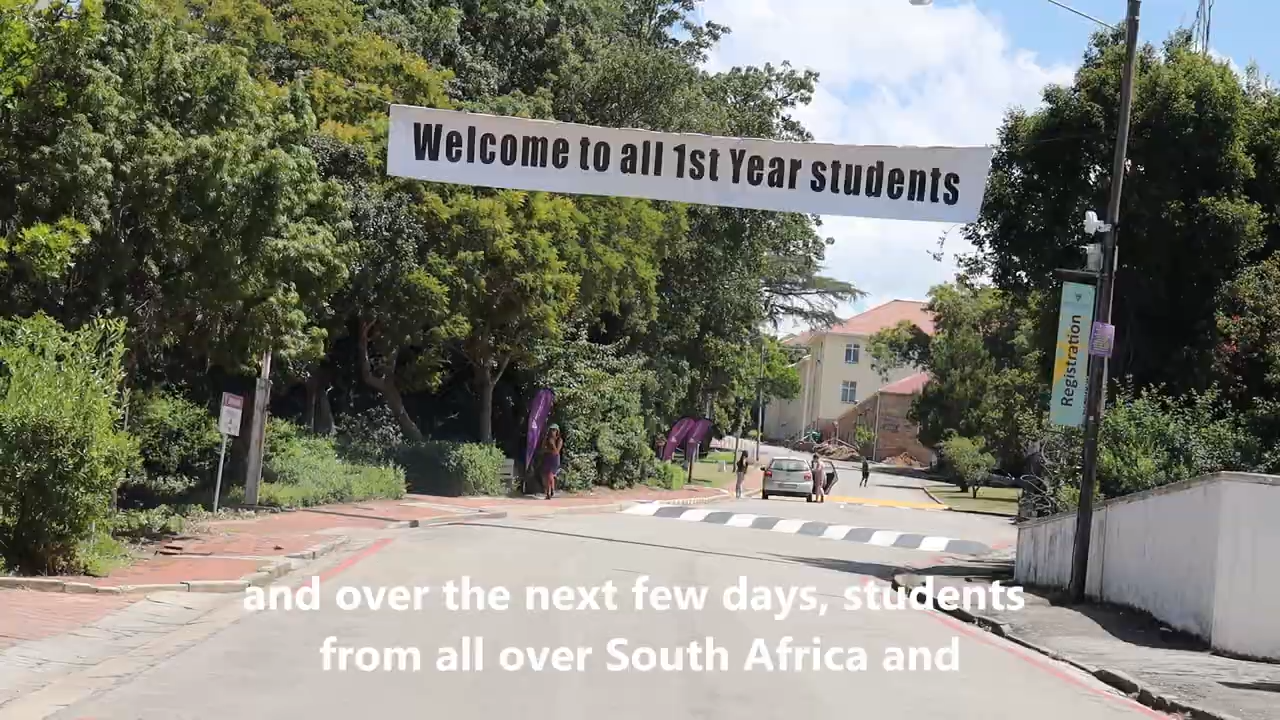 Welcome to all 1st Year students
Registration
and over the next few days, students
from all over South Africa and